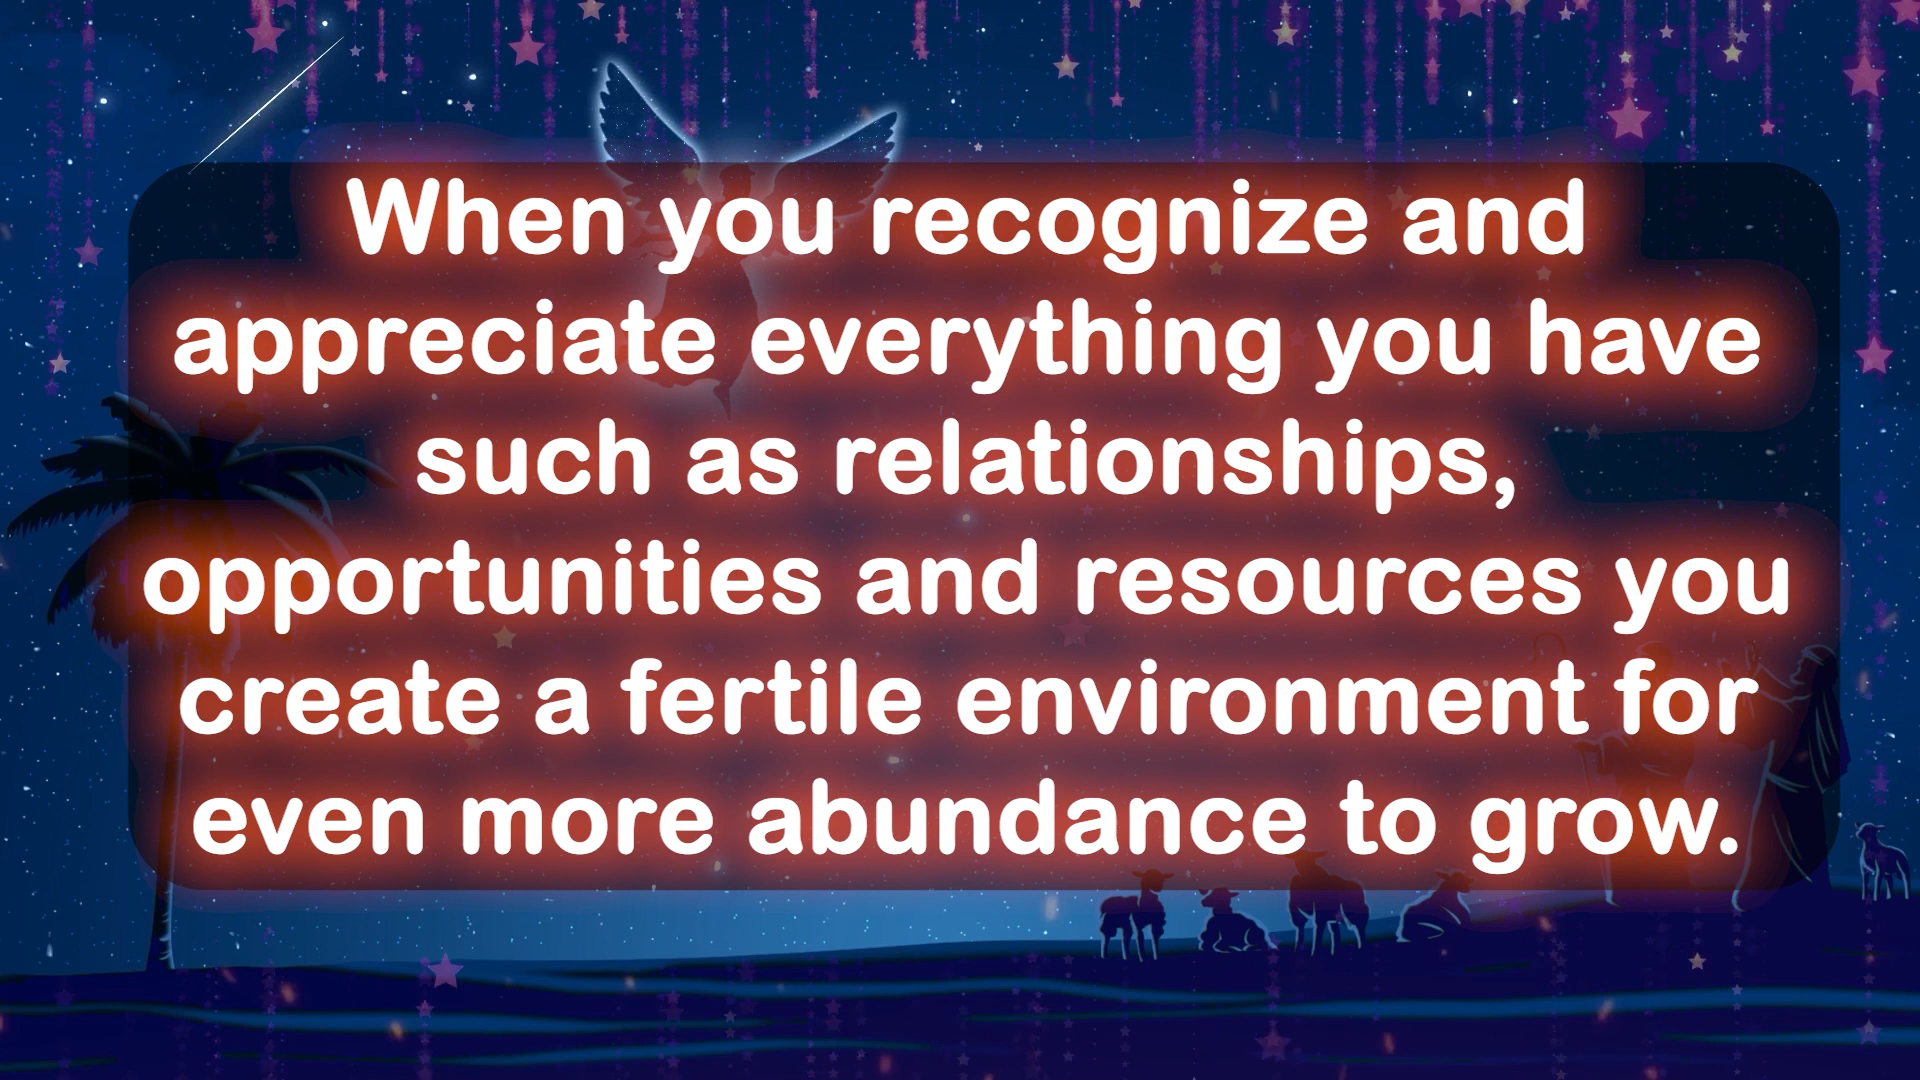 When you recognize and
appreciate everything you have
such as relationships,
opportunities and resources you
create a fertile environment for
even more abundance to grow.